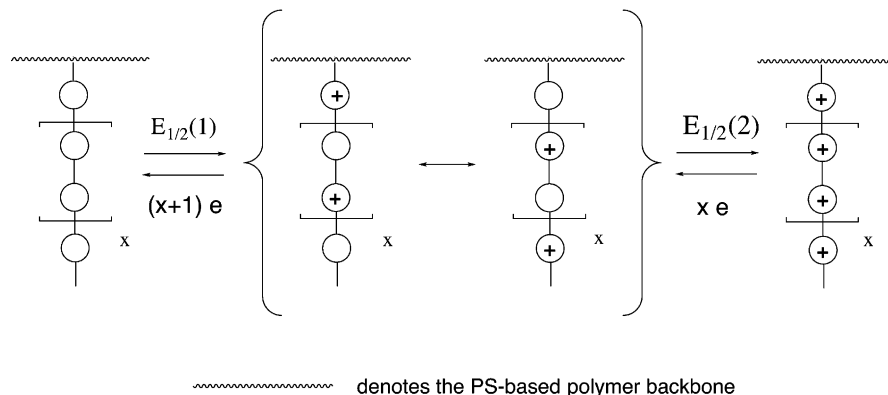 E1/2(1)
(x+1) e
x
+
+
x
+
+
x
E1/2(2)
x e
+
+
+
+
x
denotes the PS-based polymer backbone